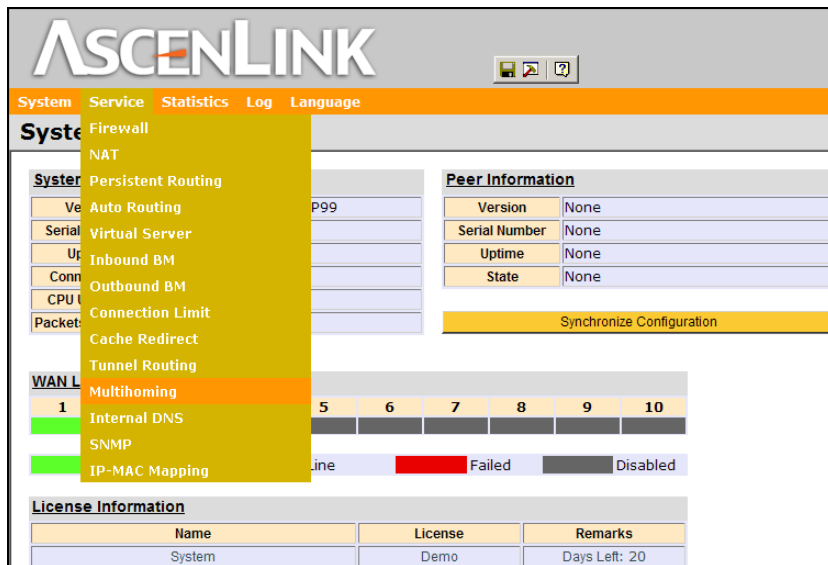 ASCENLINK
System Service Statistics Log Language
Syste
Firewall
NAT
Persistent Routing
Auto Routing
Virtual Server
Inbound BM
Outbound BM
Connection Limit
Cache Redirect
Tunnel Routing
Multihoming
Internal DNS
SNMP
IP-MAC Mapping
Syster
Ve P99
Serial
Up
Conn
CPU U
Packets
Peer Information
Version None
Serial Number None
Uptime None
State None
Synchronize Configuration
WAN L
1 5 6 7 8 9 10
Line Failed Disabled
License Information
Name License Remarks
System Demo Days Left: 20